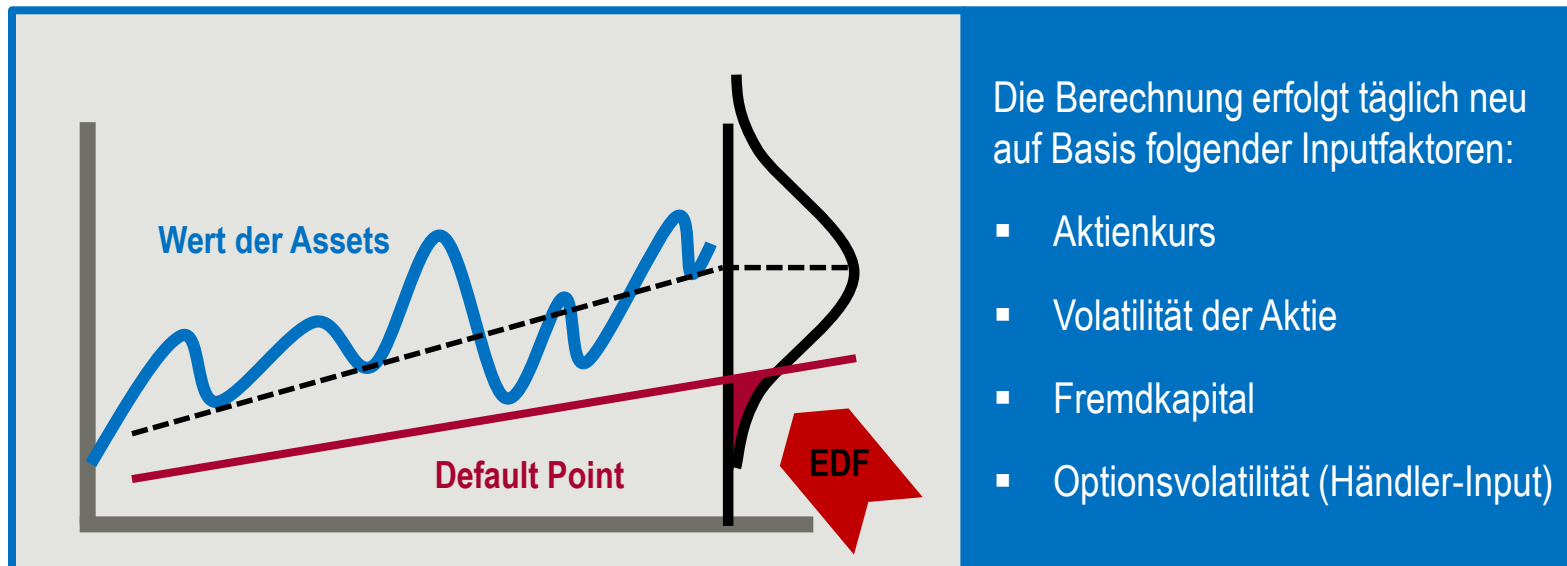 Wert der Assets
Default Point
EDF
Die Berechnung erfolgt täglich neu
auf Basis folgender Inputfaktoren:
▪ Aktienkurs
▪ Volatilität der Aktie
▪ Fremdkapital
▪ Optionsvolatilität (Händler-Input)